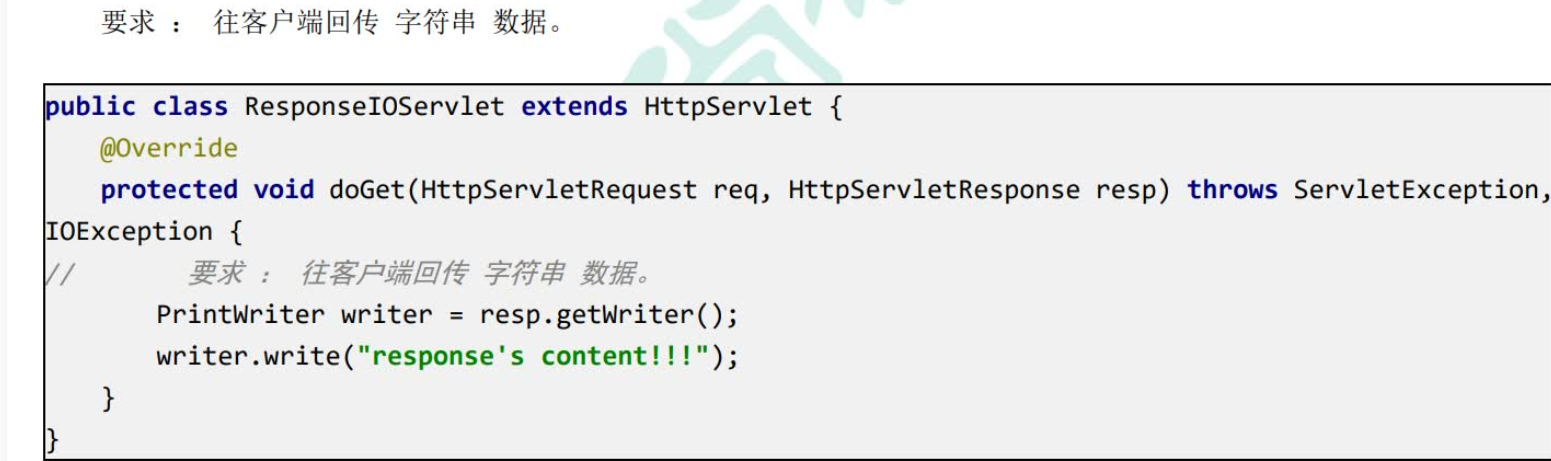 要求 ： 往客户端回传 字符串 数据。
public class ResponseIOServlet extends HttpServlet {
@Override
protected void doGet(HttpServletRequest req, HttpServletResponse resp) throws ServletException,
IOException {
// 要求 ： 往客户端回传 字符串 数据。
PrintWriter writer = resp.getWriter();
writer.write("response's content!!!");
}
}